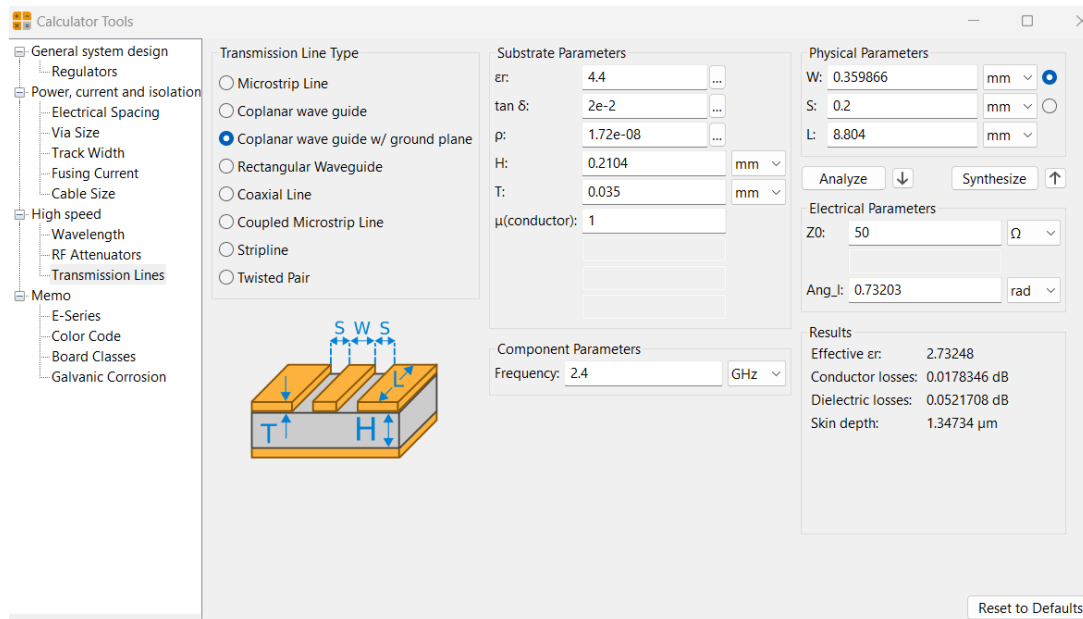 Calculator Tools
General system design
Regulators
Power, current and isolation
Electrical Spacing
Via Size
Track Width
Fusing Current
Cable Size
High speed
Wavelength
RF Attenuators
Transmission Lines
Memo
E-Series
Color Code
Board Classes
Galvanic Corrosion
Transmission Line Type
Microstrip Line
Coplanar wave guide
Coplanar wave guide w/ ground plane
Rectangular Waveguide
Coaxial Line
Coupled Microstrip Line
Stripline
Twisted Pair
S W S
L
T
H
Substrate Parameters
εr: 4.4 ...
tan δ: 2e-2 ...
ρ: 1.72e-08 ...
H: 0.2104 mm
T: 0.035 mm
μ(conductor): 1
Component Parameters
Frequency: 2.4 GHz
Physical Parameters
W: 0.359866 mm
S: 0.2 mm
L: 8.804 mm
Analyze Synthesize
Electrical Parameters
Z0: 50 Ω
Ang_l: 0.73203 rad
Results
Effective εr: 2.73248
Conductor losses: 0.0178346 dB
Dielectric losses: 0.0521708 dB
Skin depth: 1.34734 μm
Reset to Defaults